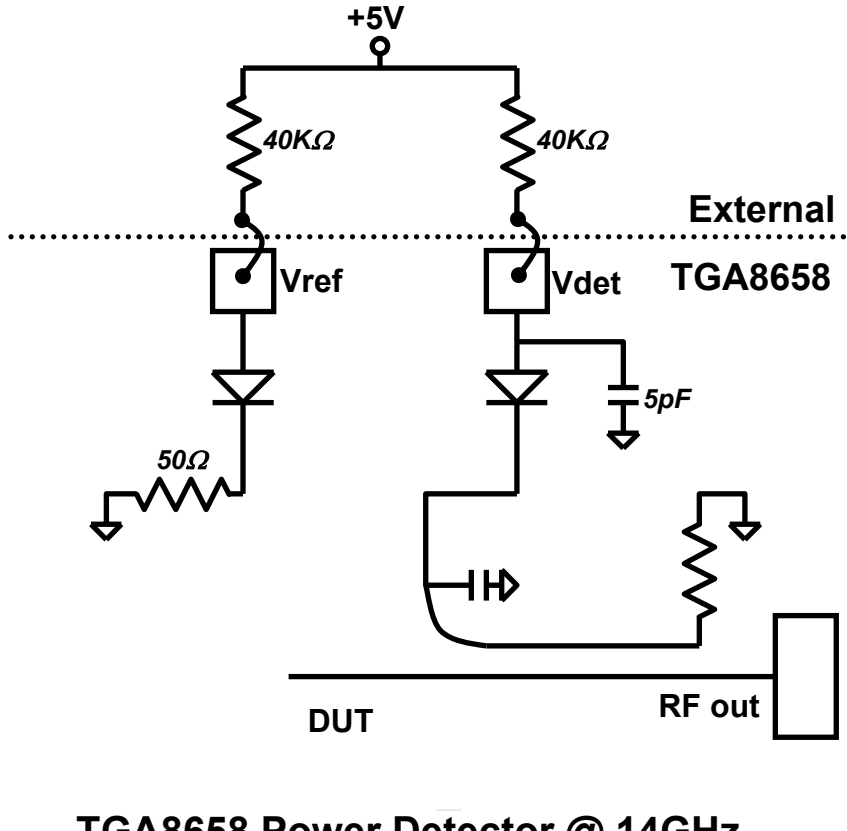 +5V
40KΩ
40KΩ
External
Vref
Vdet
TGA8658
5pF
50Ω
RF out
DUT
TGA8658 Power Detector @ 14GHz